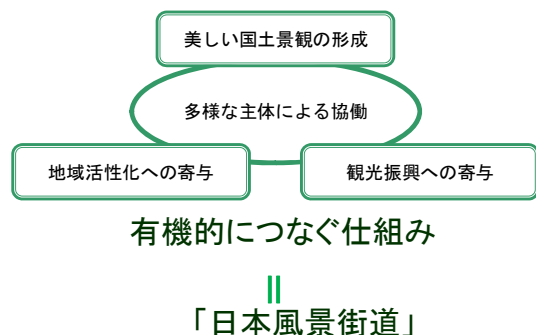 美しい国土景観の形成
多様な主体による協働
地域活性化への寄与
観光振興への寄与
有機的につなぐ仕組み
「日本風景街道」